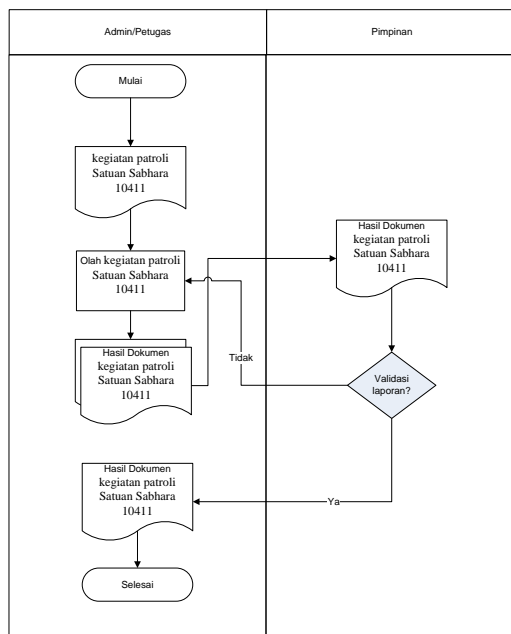 Admin/Petugas
Pimpinan
Mulai
kegiatan patroli
Satuan Sabhara
10411
Olah kegiatan patroli
Satuan Sabhara
10411
Hasil Dokumen
kegiatan patroli
Satuan Sabhara
10411
Hasil Dokumen
kegiatan patroli
Satuan Sabhara
10411
Validasi
laporan?
Tidak
Ya
Hasil Dokumen
kegiatan patroli
Satuan Sabhara
10411
Selesai